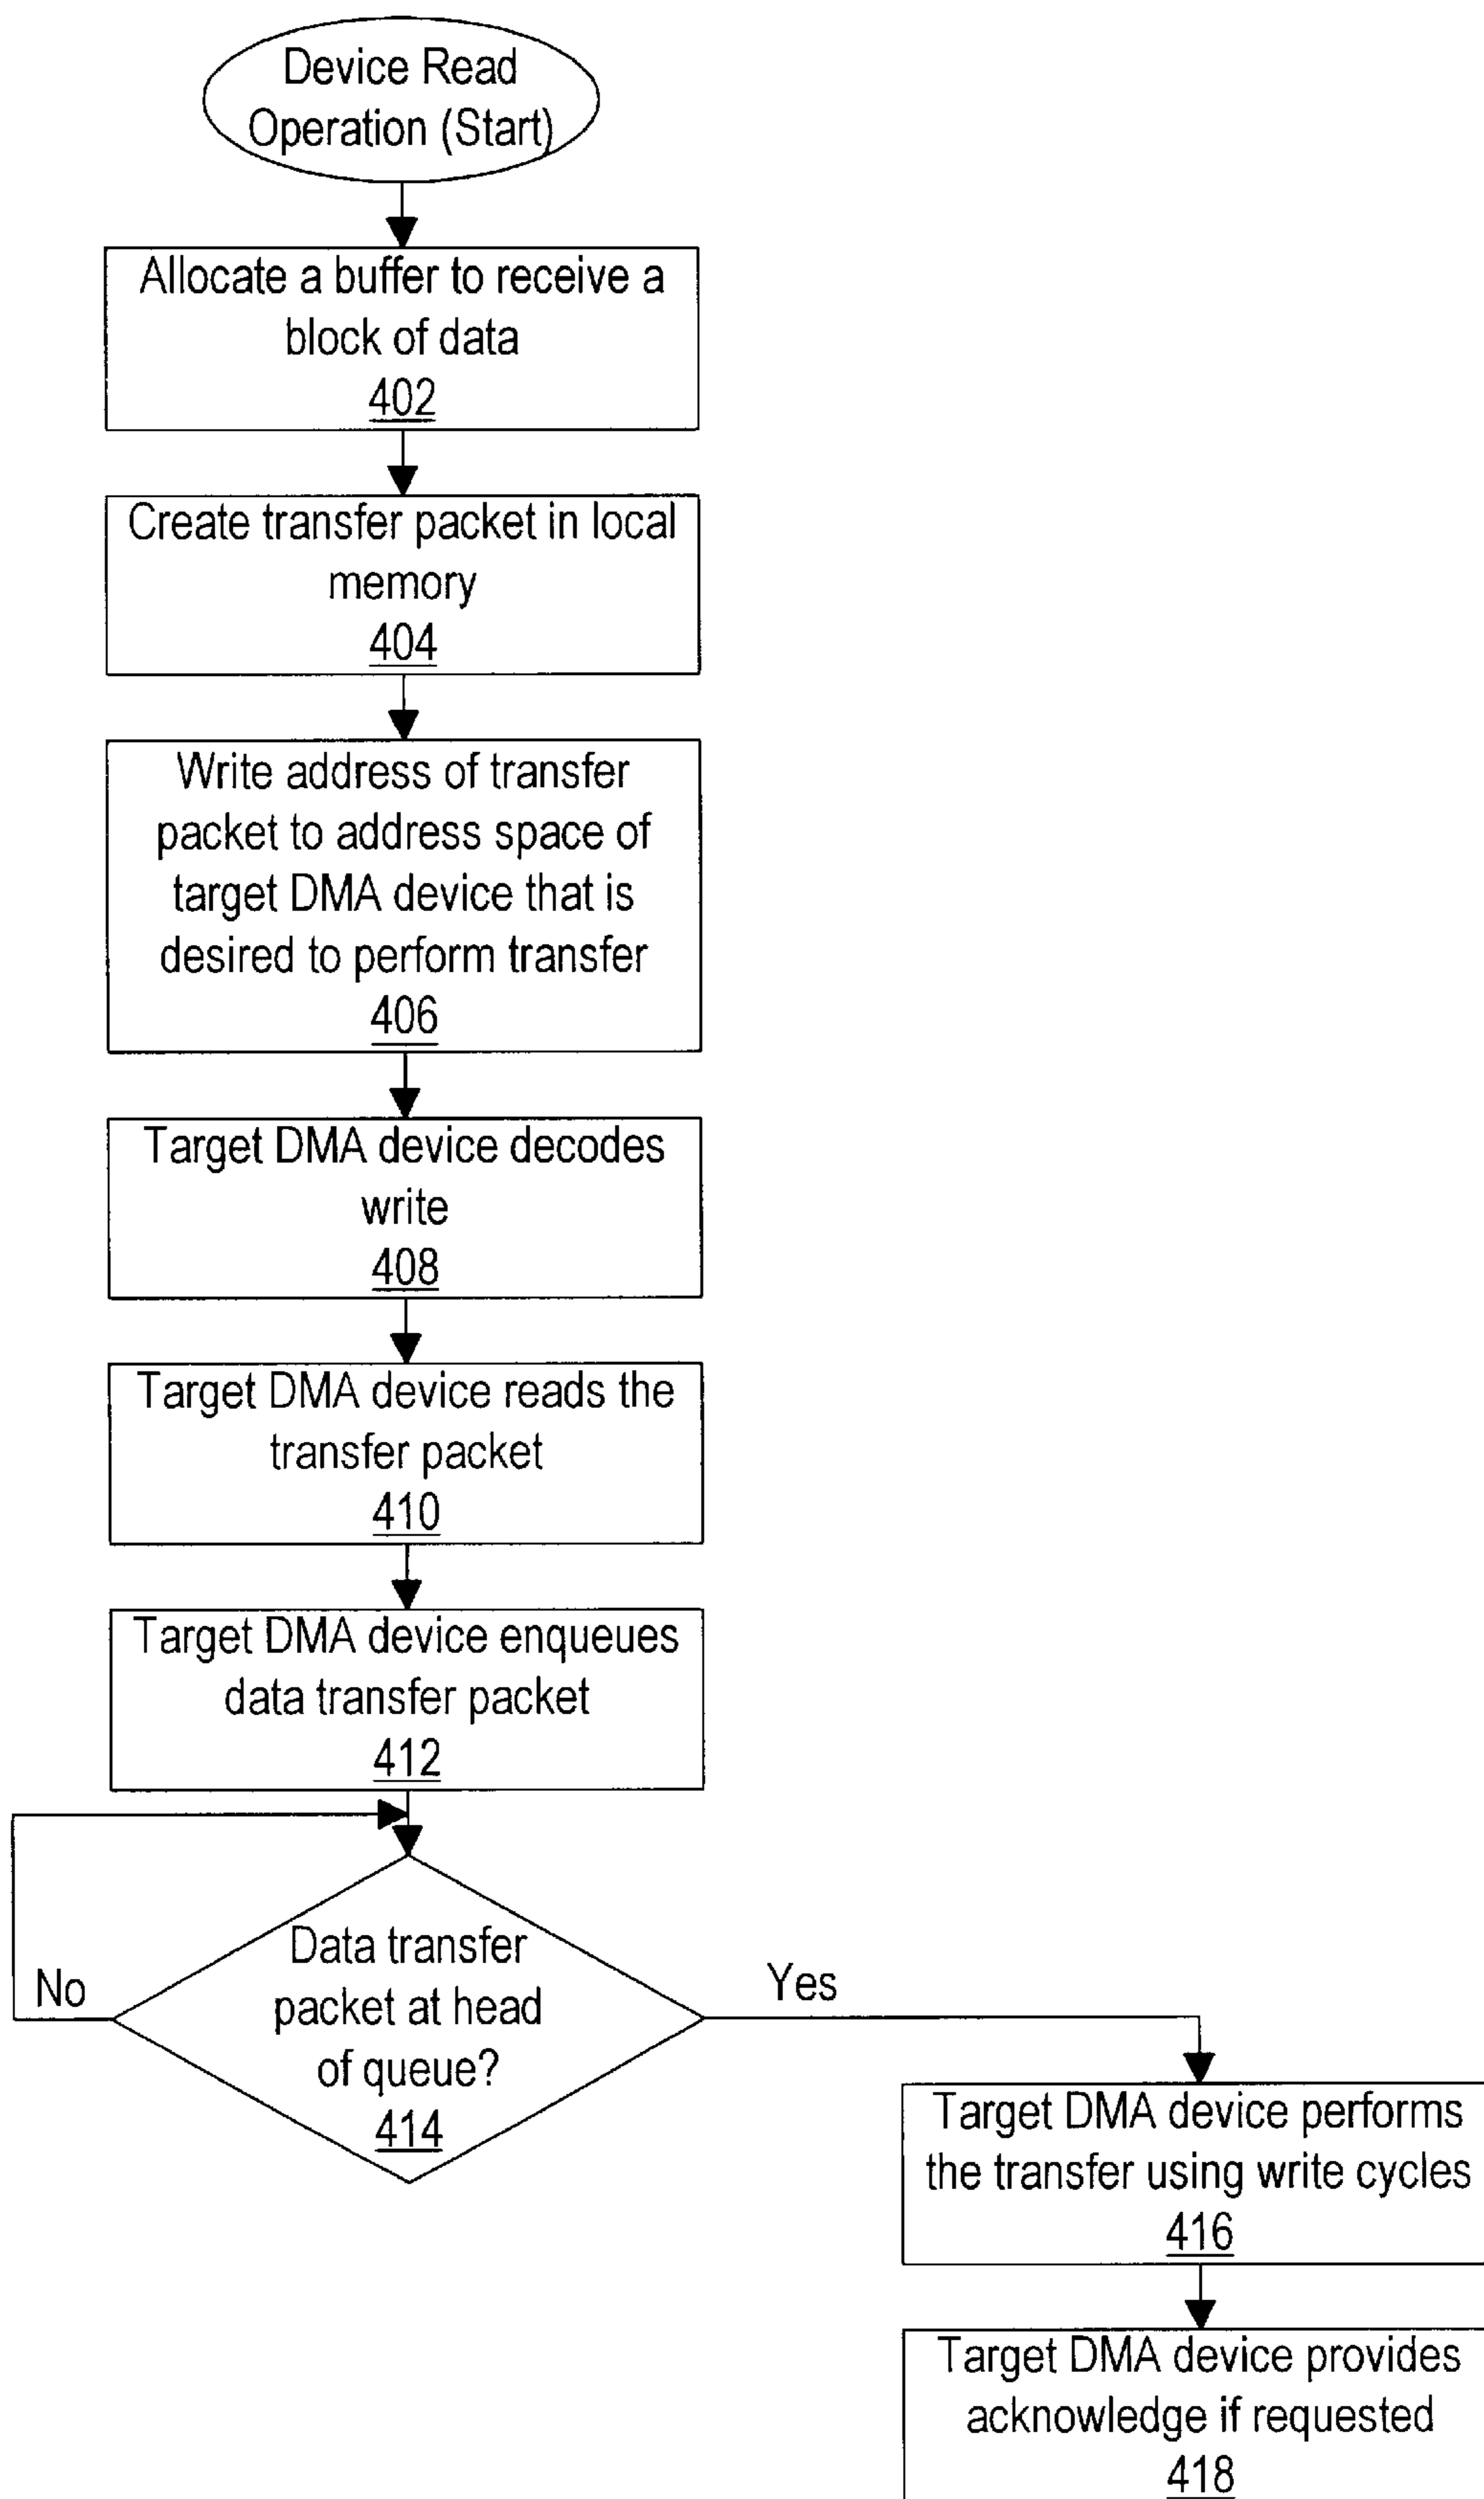 Device Read
Operation (Start)
Allocate a buffer to receive a
block of data
402
Create transfer packet in local
memory
404
Write address of transfer
packet to address space of
target DMA device that is
desired to perform transfer
406
Target DMA device decodes
write
408
Target DMA device reads the
transfer packet
410
Target DMA device enqueues
data transfer packet
412
Data transfer
packet at head
of queue?
414
No
Yes
Target DMA device performs
the transfer using write cycles
416
Target DMA device provides
acknowledge if requested
418